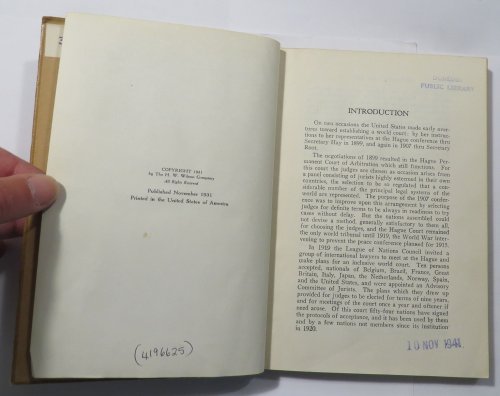 COPYRIGHT 1931
by The H. W. Wilson Company
All Rights Reserved
Published November 1931
Printed in the United States of America
(4196625)
PUBLIC LIBRARY
INTRODUCTION
On two occasions the United States made early over-
tures toward establishing a world court: by her instruc-
tions to her representatives at the Hague conference thru
Secretary Hay in 1899, and again in 1907 thru Secretary
Root.
The negotiations of 1899 resulted in the Hague Per-
manent Court of Arbitration which still functions. For
this court the judges are chosen as occasion arises from
a panel consisting of jurists highly esteemed in their own
countries, the selection to be so regulated that a con-
siderable number of the principal legal systems of the
world are represented. The purpose of the 1907 confer-
ence was to improve upon this arrangement by selecting
judges for definite terms to be always in readiness to try
cases without delay. But the nations assembled could
not devise a method, generally satisfactory to them all,
for choosing the judges, and the Hague Court remained
the only world tribunal until 1919, the World War inter-
vening to prevent the peace conference planned for 1915.
In 1919 the League of Nations Council invited a
group of international lawyers to meet at the Hague and
make plans for an inclusive world court. Ten persons
accepted, nationals of Belgium, Brazil, France, Great
Britain, Italy, Japan, the Netherlands, Norway, Spain,
and the United States, and were appointed an Advisory
Committee of Jurists. The plans which they drew up
provided for judges to be elected for terms of nine years,
and for meetings of the court once a year and oftener if
need arose. Of this court fifty-four nations have signed
the protocols of acceptance, and it has been used by them
and by a few nations not members since its institution
in 1920.
10 NOV 1941